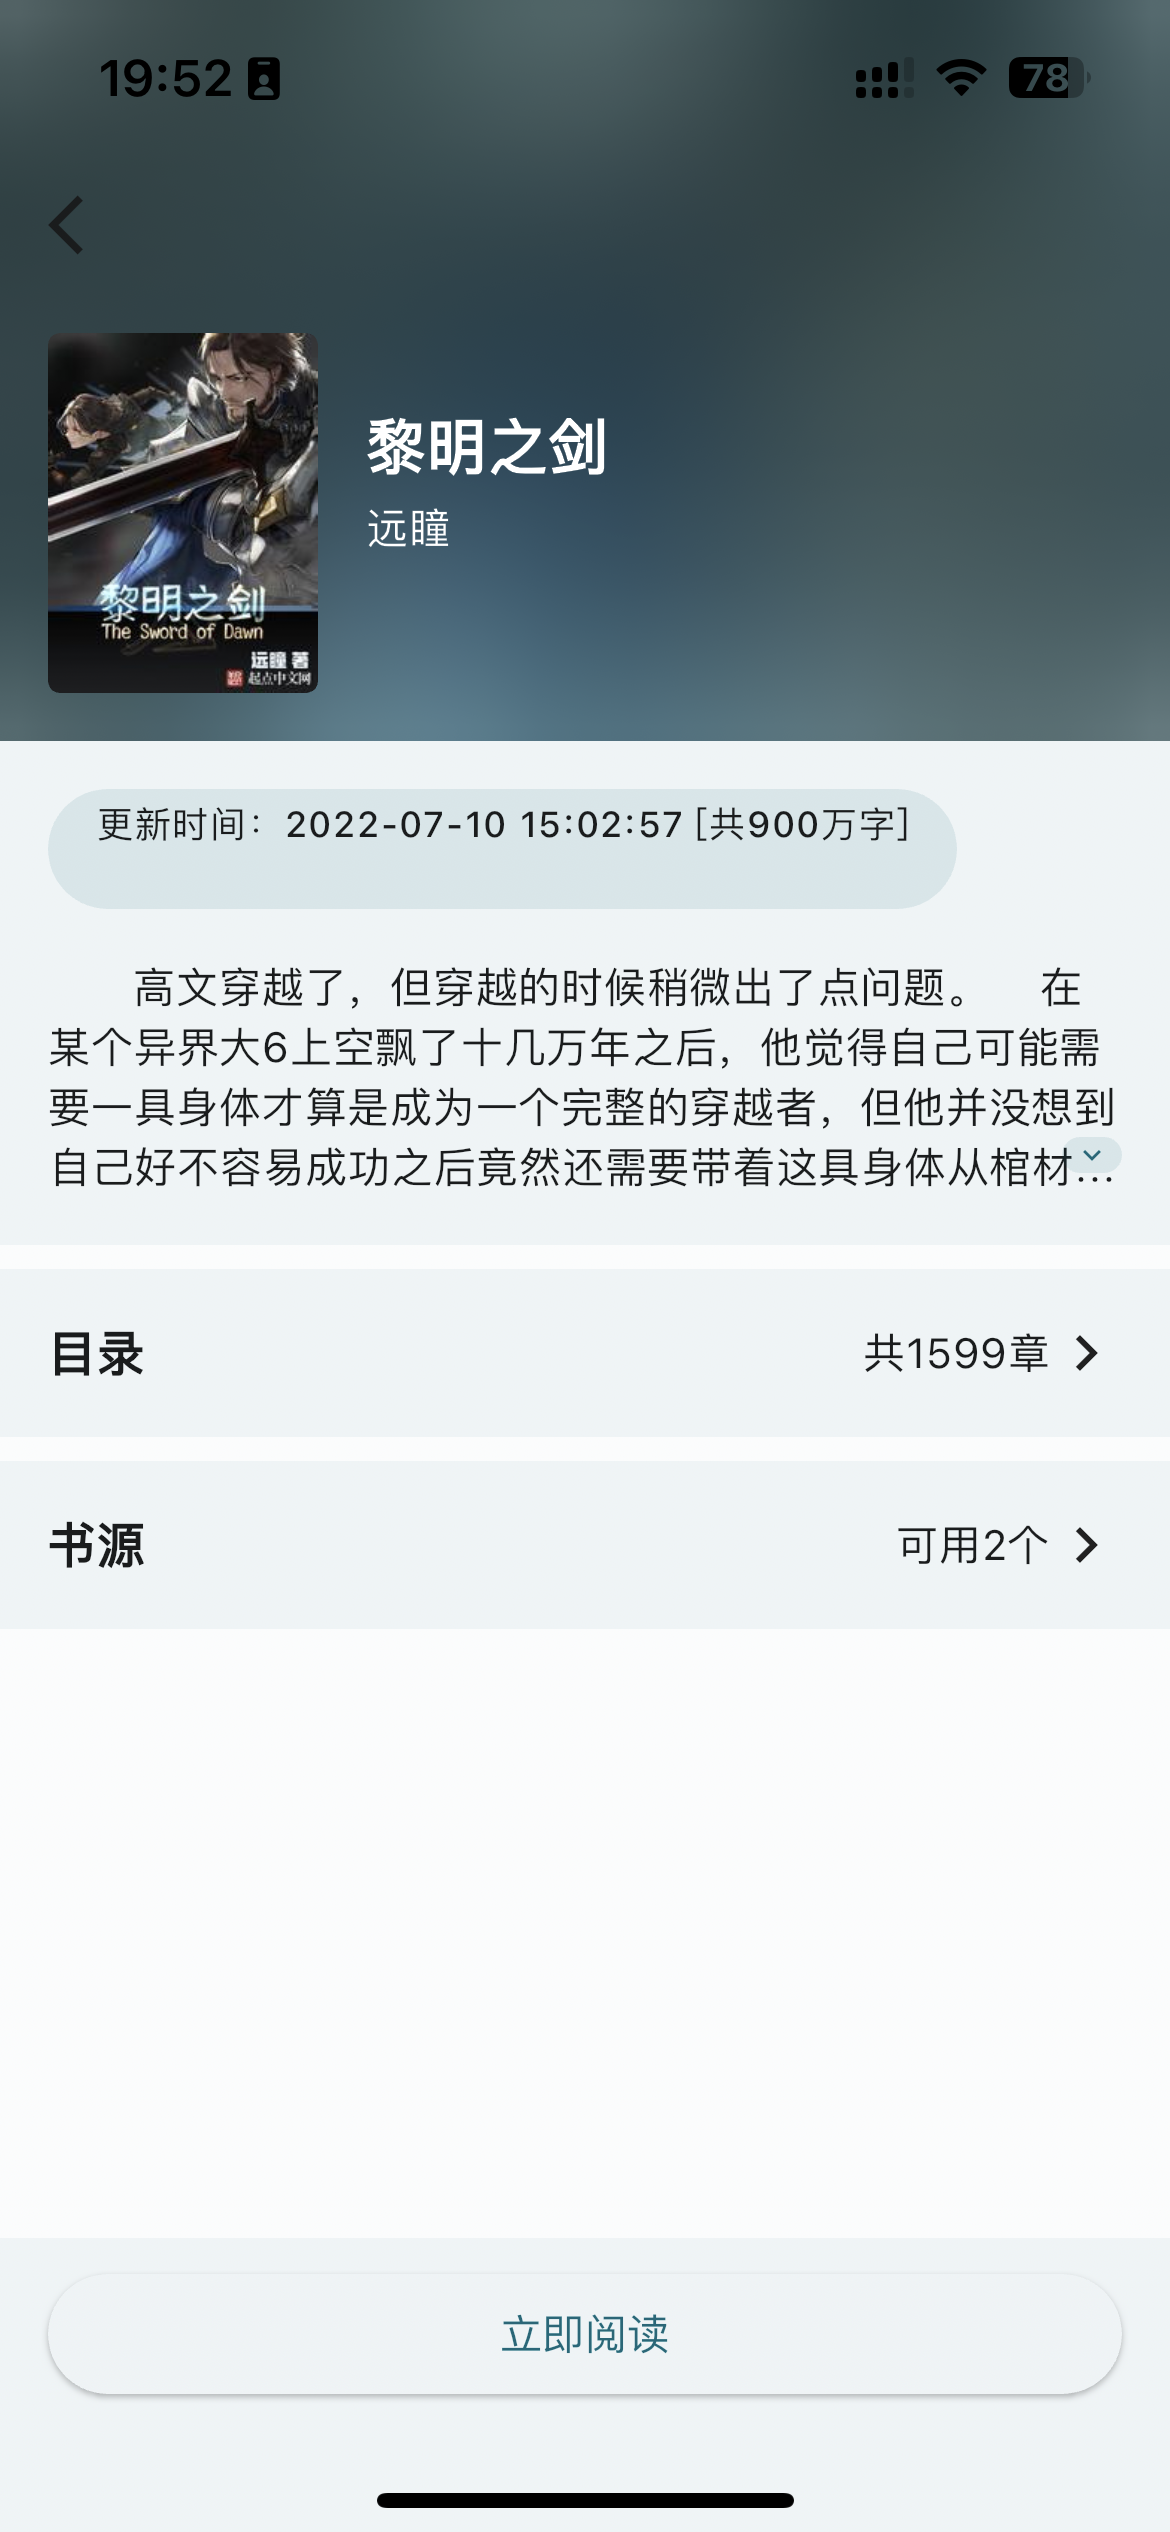 19:52
78
黎明之剑
The Sword of Dawn
远瞳 著
起点中文网
黎明之剑
远瞳
更新时间：2022-07-10 15:02:57 [共900万字]
高文穿越了，但穿越的时候稍微出了点问题。　　在
某个异界大6上空飘了十几万年之后，他觉得自己可能需
要一具身体才算是成为一个完整的穿越者，但他并没想到
自己好不容易成功之后竟然还需要带着这具身体从棺材...
目录
共1599章
书源
可用2个
立即阅读